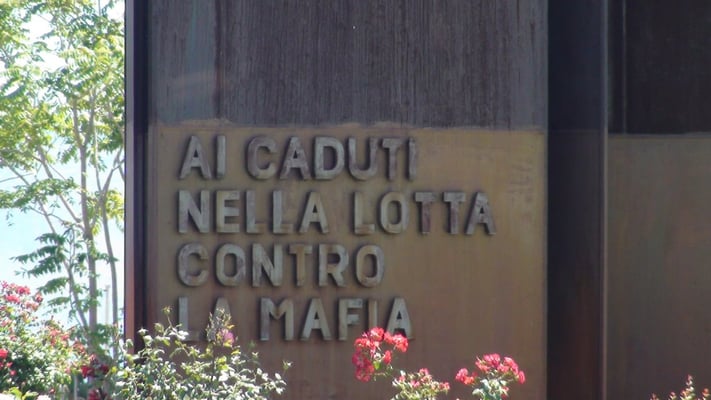 AI CADUTI
NELLA LOTTA
CONTRO
LA MAFIA